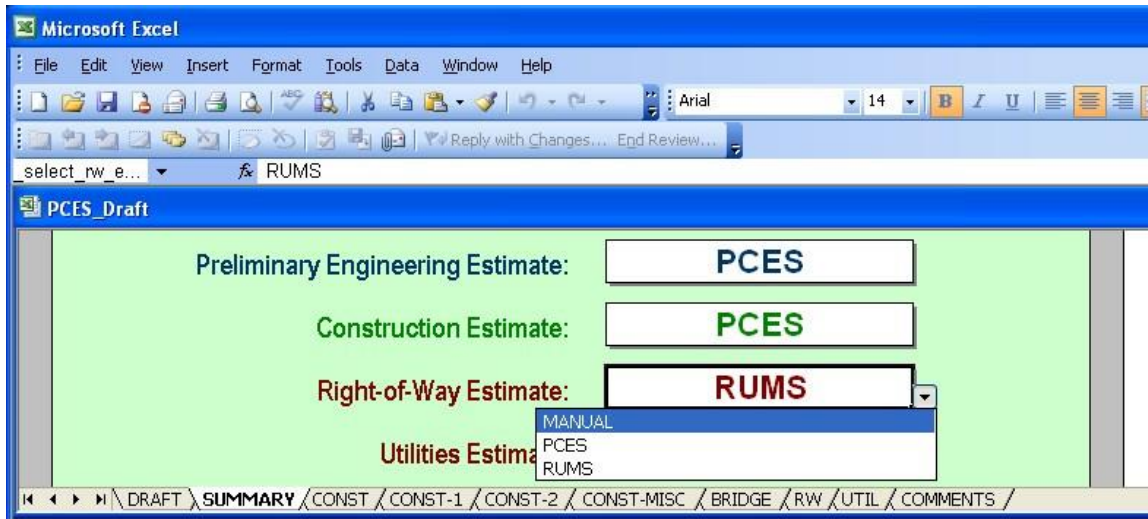 Microsoft Excel
File Edit View Insert Format Tools Data Window Help
Arial 14 B I U
Reply with Changes... End Review...
_select_rw_e... fx RUMS
PCES_Draft
Preliminary Engineering Estimate: PCES
Construction Estimate: PCES
Right-of-Way Estimate: RUMS
MANUAL
Utilities Estima PCES
RUMS
DRAFT SUMMARY CONST CONST-1 CONST-2 CONST-MISC BRIDGE RW UTIL COMMENTS